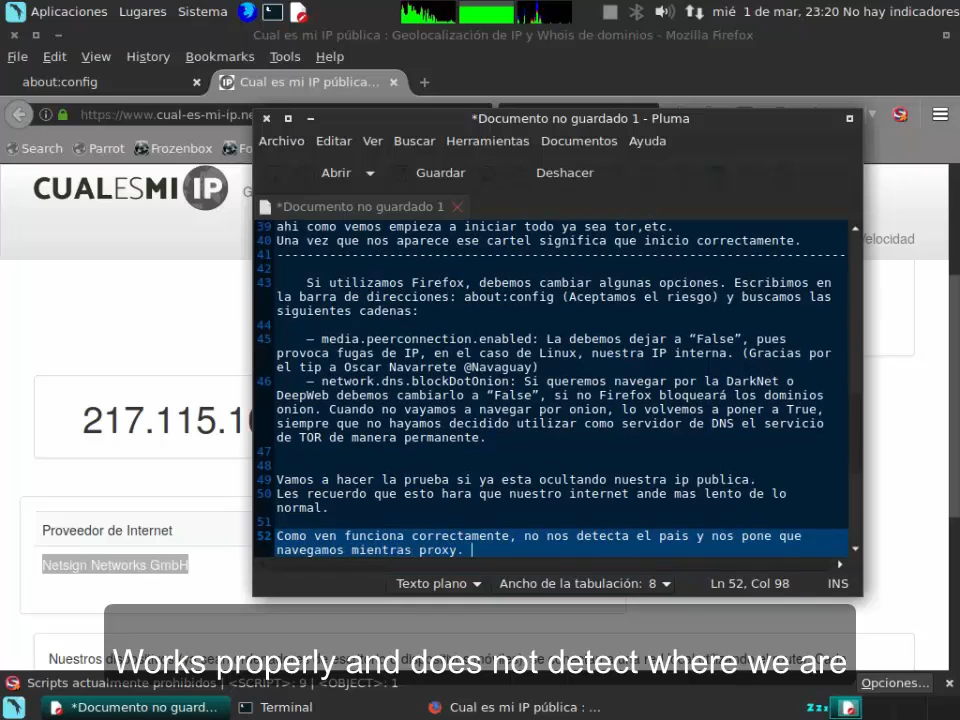 Aplicaciones Lugares Sistema mié 1 de mar, 23:20 No hay indicadores
Cual es mi IP pública : Geolocalización de IP y Whois de dominios - Mozilla Firefox
File Edit View History Bookmarks Tools Help
about:config Cual es mi IP pública...
https://www.cual-es-mi-ip.ne
*Documento no guardado 1 - Pluma
Archivo Editar Ver Buscar Herramientas Documentos Ayuda
Search Parrot Frozenbox
Abrir Guardar Deshacer
CUALESMI IP
*Documento no guardado 1
39 ahi como vemos empieza a iniciar todo ya sea tor,etc.
40 Una vez que nos aparece ese cartel significa que inicio correctamente.
41 ----------------------------------------------------------------------------
42
43 Si utilizamos Firefox, debemos cambiar algunas opciones. Escribimos en
la barra de direcciones: about:config (Aceptamos el riesgo) y buscamos las
siguientes cadenas:
44
45 – media.peerconnection.enabled: La debemos dejar a “False”, pues
provoca fugas de IP, en el caso de Linux, nuestra IP interna. (Gracias por
el tip a Oscar Navarrete @Navaguay)
46 – network.dns.blockDotOnion: Si queremos navegar por la DarkNet o
DeepWeb debemos cambiarlo a “False”, si no Firefox bloqueará los dominios
onion. Cuando no vayamos a navegar por onion, lo volvemos a poner a True,
siempre que no hayamos decidido utilizar como servidor de DNS el servicio
de TOR de manera permanente.
47
48
49 Vamos a hacer la prueba si ya esta ocultando nuestra ip publica.
50 Les recuerdo que esto hara que nuestro internet ande mas lento de lo
normal.
51
52 Como ven funciona correctamente, no nos detecta el pais y nos pone que
navegamos mientras proxy.
Texto plano Ancho de la tabulación: 8 Ln 52, Col 98 INS
Velocidad
217.115.10
Proveedor de Internet
Netsign Networks GmbH
Works properly and does not detect where we are
Nuestros
Scripts actualmente prohibidos | <SCRIPT>: 9 | <OBJECT>: 1 Opciones...
*Documento no guard... Terminal Cual es mi IP pública : ...